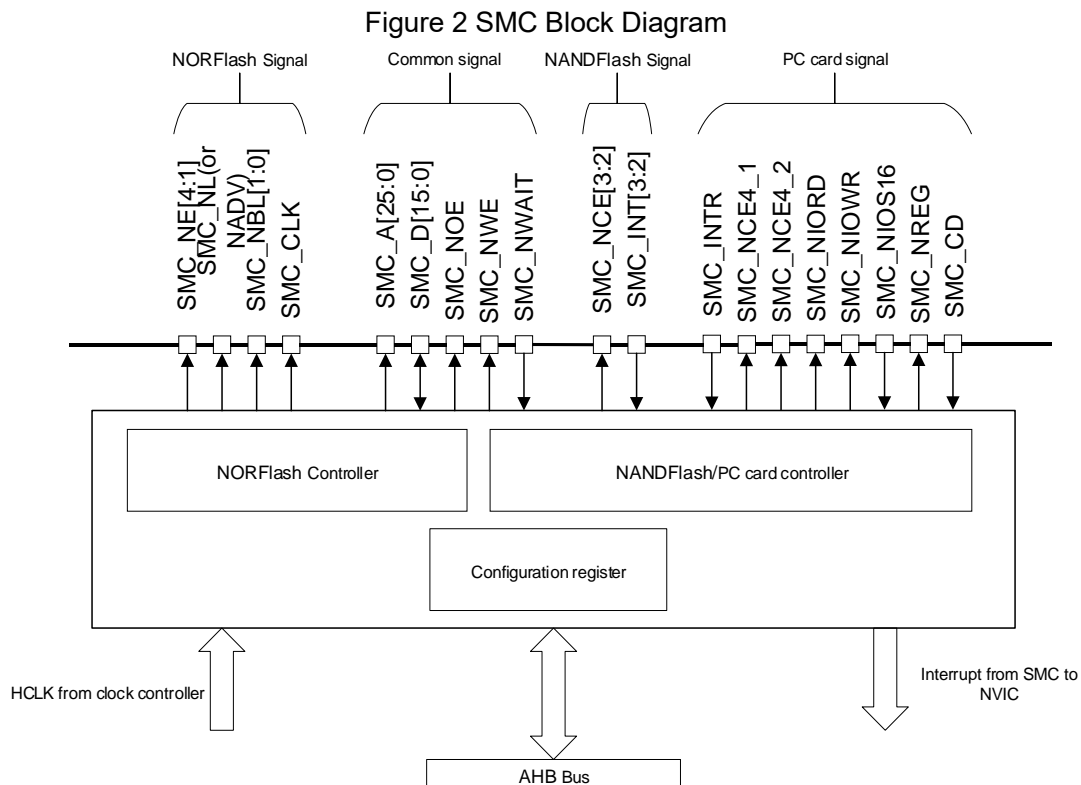 Figure 2 SMC Block Diagram
NORFlash Signal
Common signal
NANDFlash Signal
PC card signal
SMC_NE[4:1]
SMC_NL(or
NADV)
SMC_NBL[1:0]
SMC_CLK
SMC_A[25:0]
SMC_D[15:0]
SMC_NOE
SMC_NWE
SMC_NWAIT
SMC_NCE[3:2]
SMC_INT[3:2]
SMC_INTR
SMC_NCE4_1
SMC_NCE4_2
SMC_NIORD
SMC_NIOWR
SMC_NIOS16
SMC_NREG
SMC_CD
NORFlash Controller
NANDFlash/PC card controller
Configuration register
HCLK from clock controller
Interrupt from SMC to
NVIC
AHB Bus